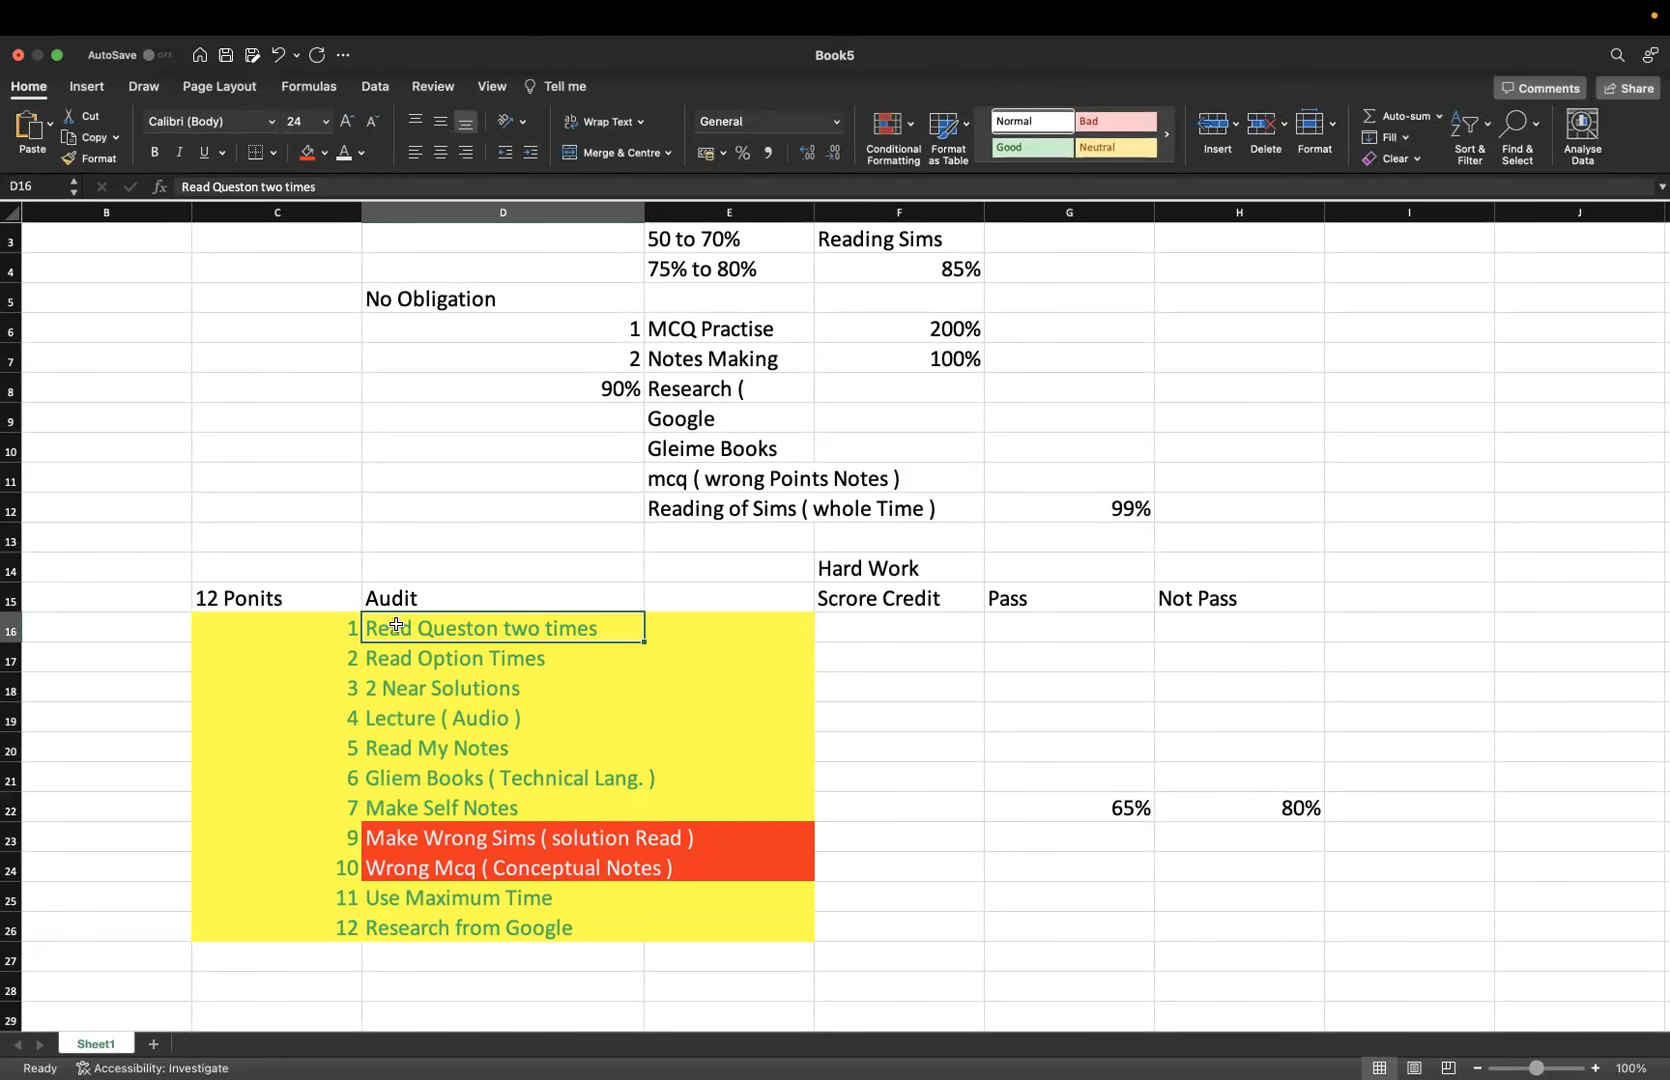 AutoSave OFF
Book5
Home Insert Draw Page Layout Formulas Data Review View Tell me
Comments Share
Paste
Cut
Copy
Format
Calibri (Body) 24
B I U
Wrap Text
Merge & Centre
General
Conditional Formatting
Format as Table
Normal Bad
Good Neutral
Insert
Delete
Format
Auto-sum
Fill
Clear
Sort & Filter
Find & Select
Analyse Data
D16 fx Read Queston two times
B C D E F G H I J
3 50 to 70% Reading Sims
4 75% to 80% 85%
5 No Obligation
6 1 MCQ Practise 200%
7 2 Notes Making 100%
8 90% Research (
9 Google
10 Gleime Books
11 mcq ( wrong Points Notes )
12 Reading of Sims ( whole Time ) 99%
13
14 Hard Work
15 12 Ponits Audit Scrore Credit Pass Not Pass
16 1 Read Queston two times
17 2 Read Option Times
18 3 2 Near Solutions
19 4 Lecture ( Audio )
20 5 Read My Notes
21 6 Gliem Books ( Technical Lang. )
22 7 Make Self Notes 65% 80%
23 9 Make Wrong Sims ( solution Read )
24 10 Wrong Mcq ( Conceptual Notes )
25 11 Use Maximum Time
26 12 Research from Google
27
28
29
Sheet1
Ready Accessibility: Investigate 100%